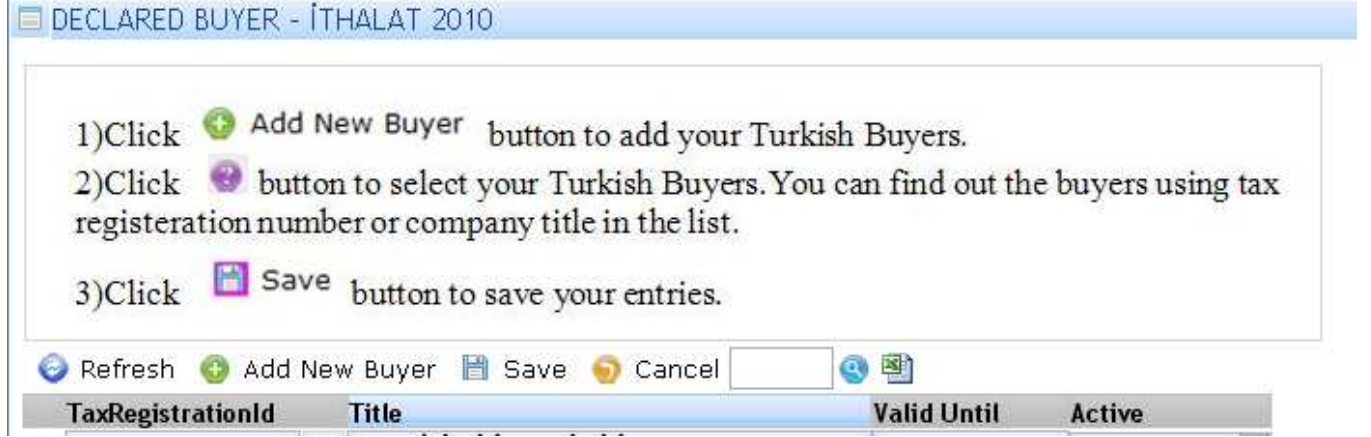 DECLARED BUYER - İTHALAT 2010
1)Click Add New Buyer button to add your Turkish Buyers.
2)Click button to select your Turkish Buyers.You can find out the buyers using tax
registeration number or company title in the list.
3)Click Save button to save your entries.
Refresh Add New Buyer Save Cancel
TaxRegistrationId Title Valid Until Active